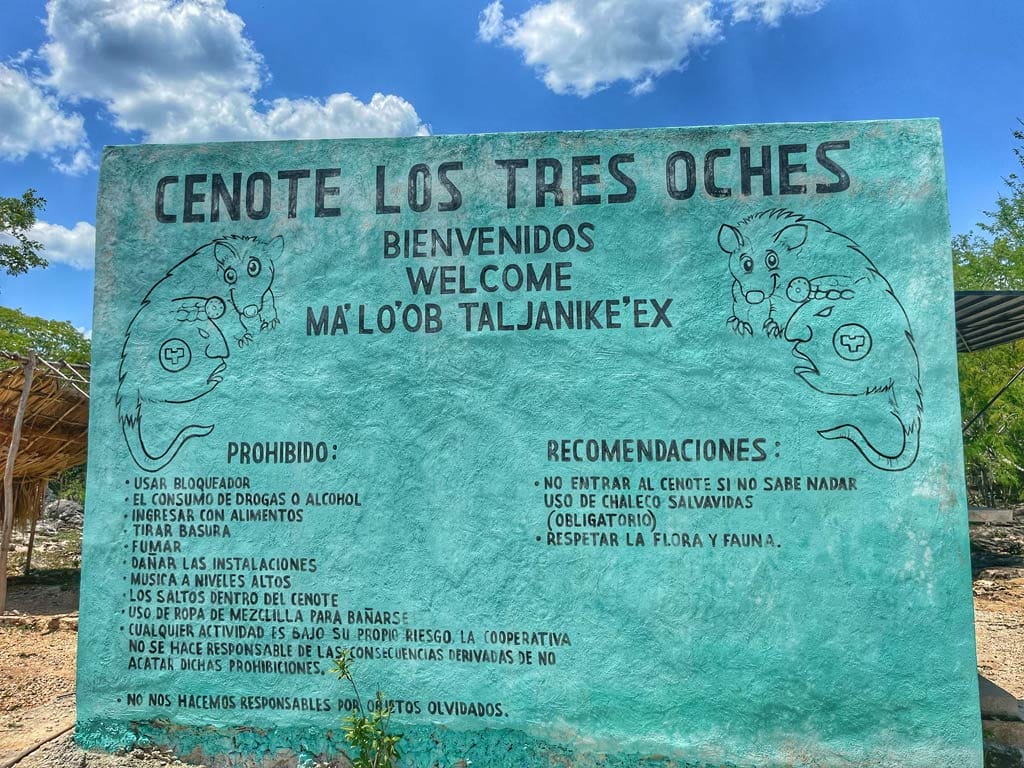 CENOTE LOS TRES OCHES
BIENVENIDOS
WELCOME
MA'LO'OB TALJANIKE'EX
PROHIBIDO:
• USAR BLOQUEADOR
• EL CONSUMO DE DROGAS O ALCOHOL
• INGRESAR CON ALIMENTOS
• TIRAR BASURA
• FUMAR
• DAÑAR LAS INSTALACIONES
• MUSICA A NIVELES ALTOS
• LOS SALTOS DENTRO DEL CENOTE
• USO DE ROPA DE MEZCLILLA PARA BAÑARSE
• CUALQUIER ACTIVIDAD ES BAJO SU PROPIO RIESGO, LA COOPERATIVA
NO SE HACE RESPONSABLE DE LAS CONSECUENCIAS DERIVADAS DE NO
ACATAR DICHAS PROHIBICIONES.
• NO NOS HACEMOS RESPONSABLES POR OBJETOS OLVIDADOS.
RECOMENDACIONES:
• NO ENTRAR AL CENOTE SI NO SABE NADAR
USO DE CHALECO SALVAVIDAS
(OBLIGATORIO)
• RESPETAR LA FLORA Y FAUNA.